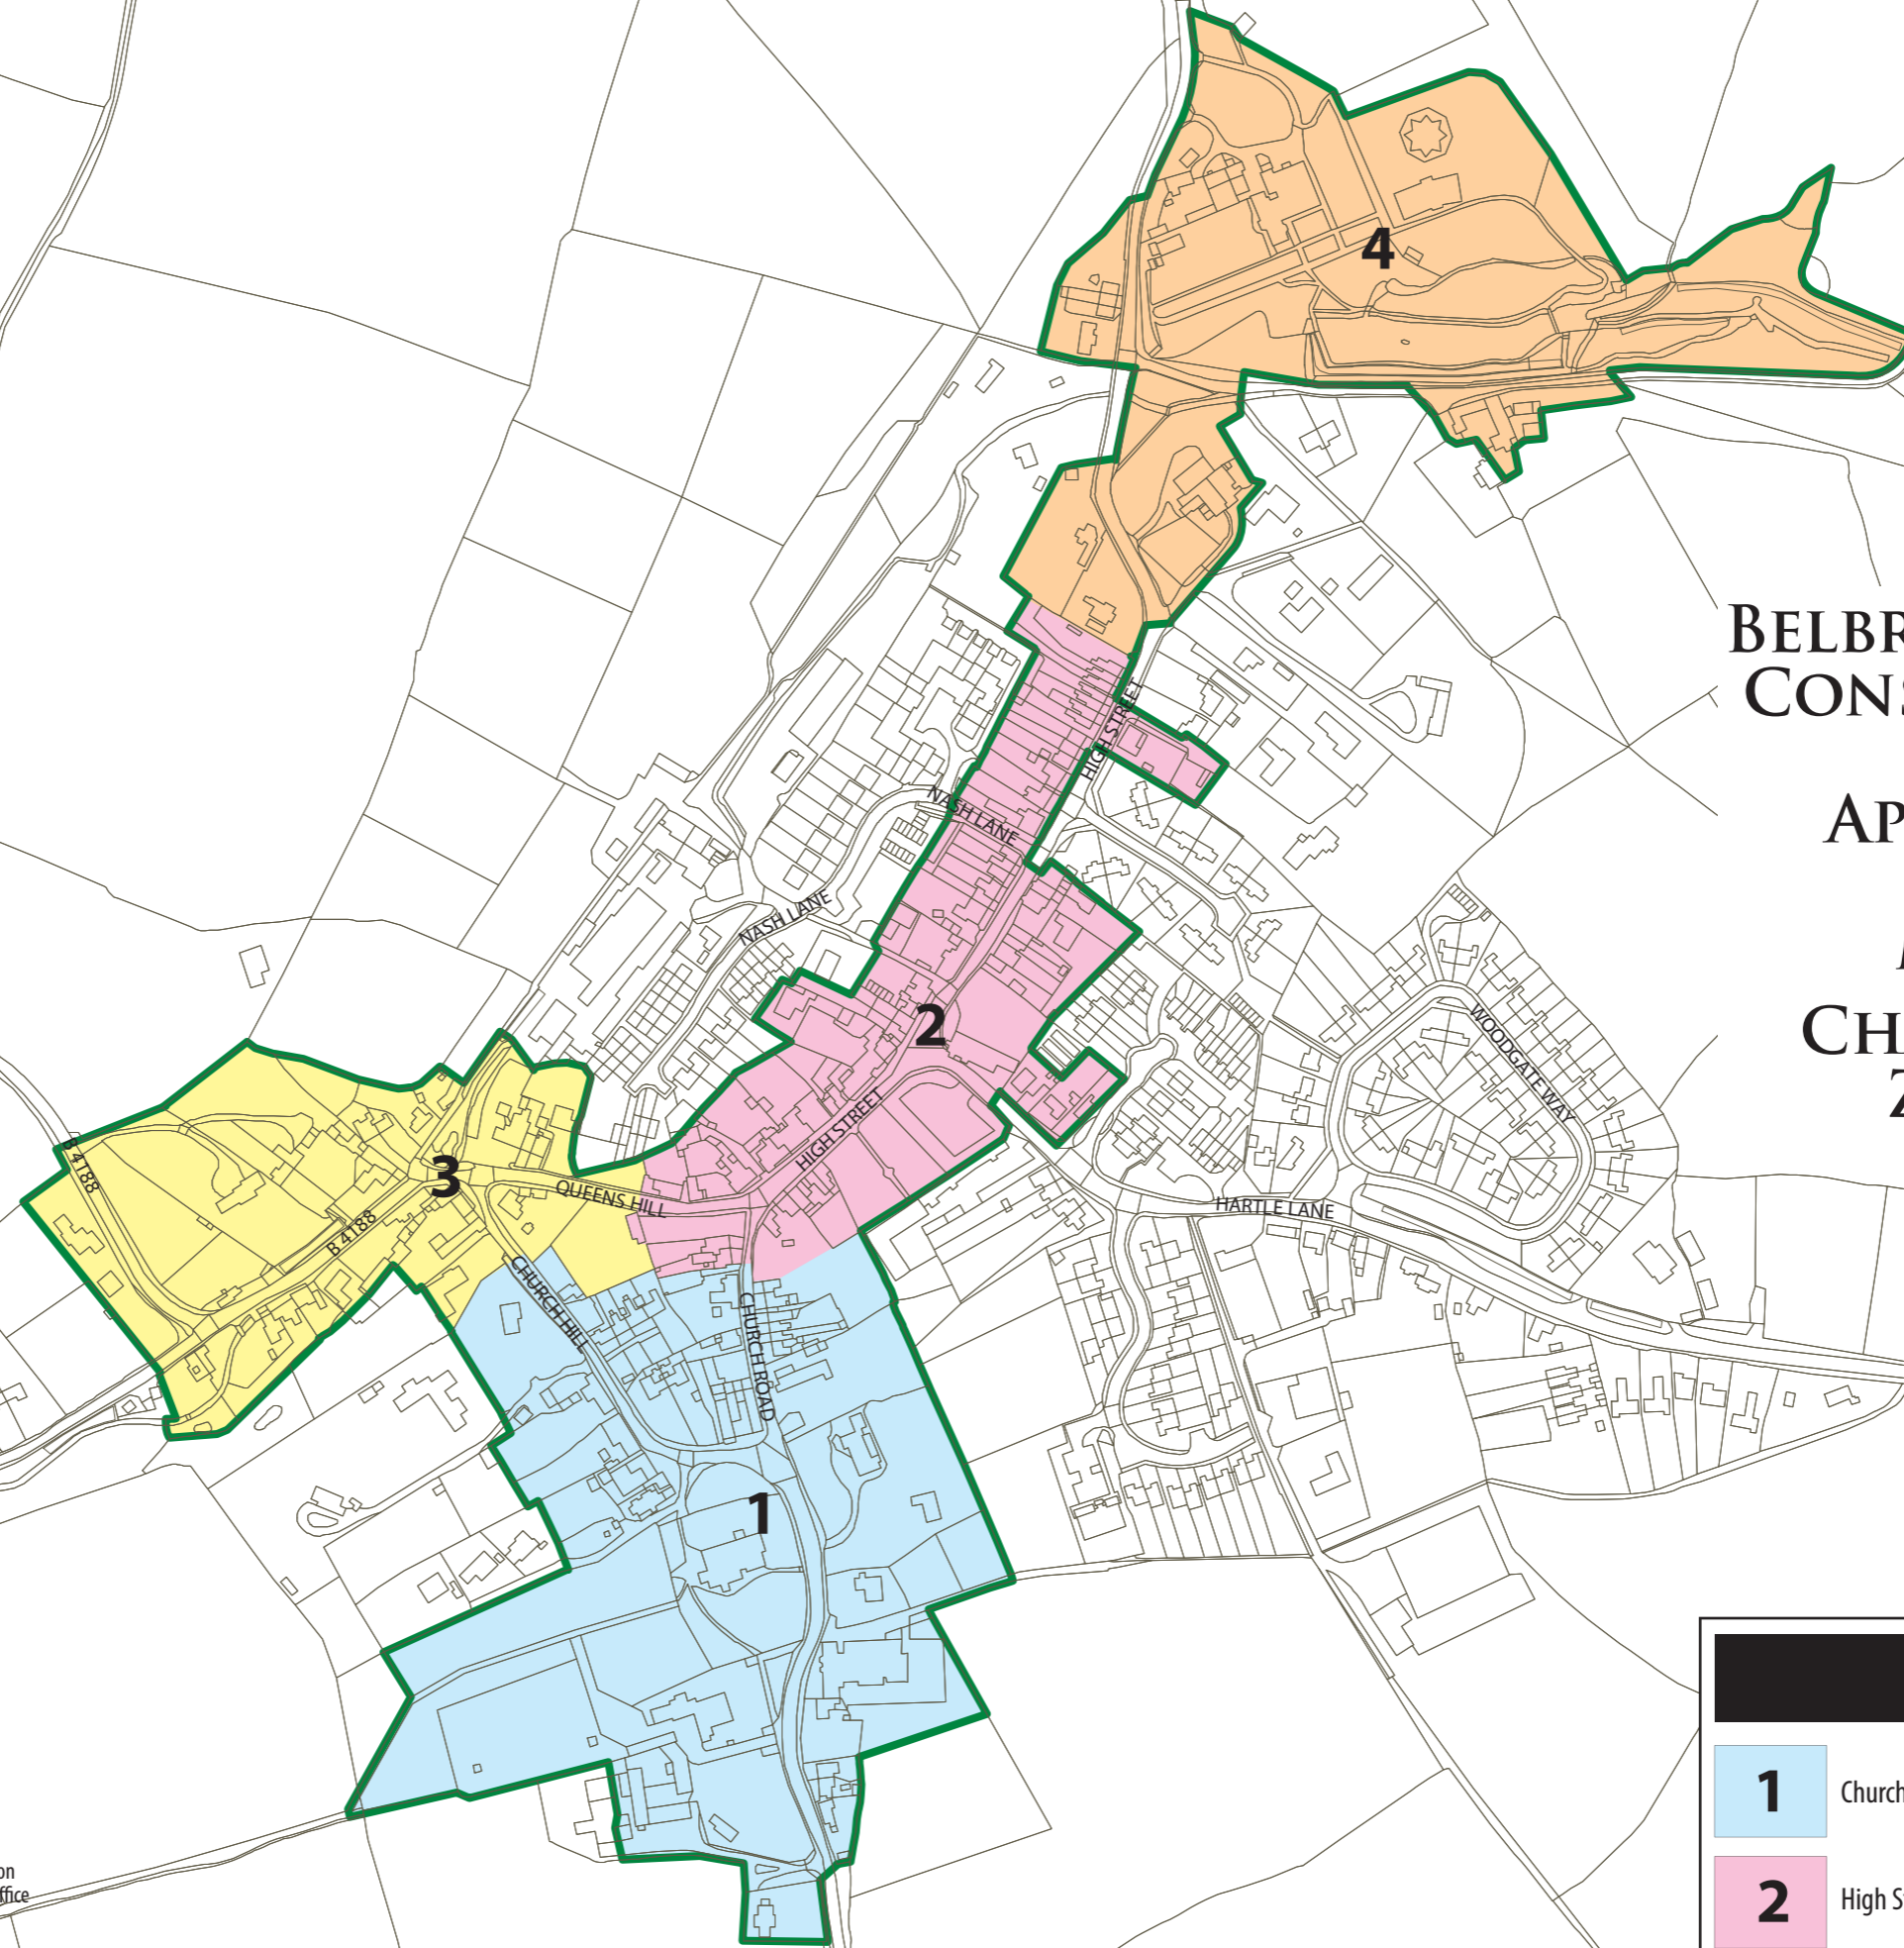 4
BELBR
CONS
HIGH STREET
AP
NASH LANE
NASH LANE
2
WOODGATE WAY
CH
Z
HIGH STREET
B 4188
3
QUEENS HILL
HARTLE LANE
B 4188
CHURCH HILL
CHURCH ROAD
1
1 Church
2 High S
on
ffice